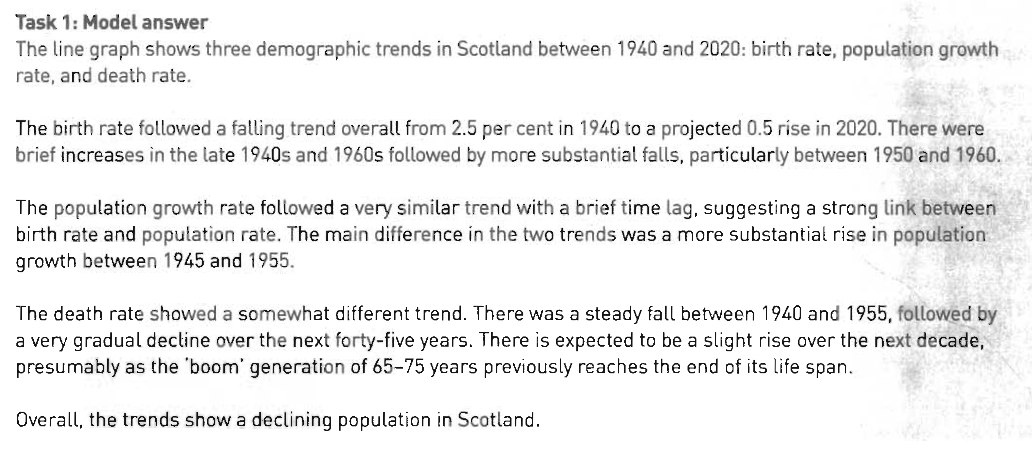 Task 1: Model answer
The line graph shows three demographic trends in Scotland between 1940 and 2020: birth rate, population growth
rate, and death rate.
The birth rate followed a falling trend overall from 2.5 per cent in 1940 to a projected 0.5 rise in 2020. There were
brief increases in the late 1940s and 1960s followed by more substantial falls, particularly between 1950 and 1960.
The population growth rate followed a very similar trend with a brief time lag, suggesting a strong link between
birth rate and population rate. The main difference in the two trends was a more substantial rise in population
growth between 1945 and 1955.
The death rate showed a somewhat different trend. There was a steady fall between 1940 and 1955, followed by
a very gradual decline over the next forty-five years. There is expected to be a slight rise over the next decade,
presumably as the 'boom' generation of 65–75 years previously reaches the end of its life span.
Overall, the trends show a declining population in Scotland.